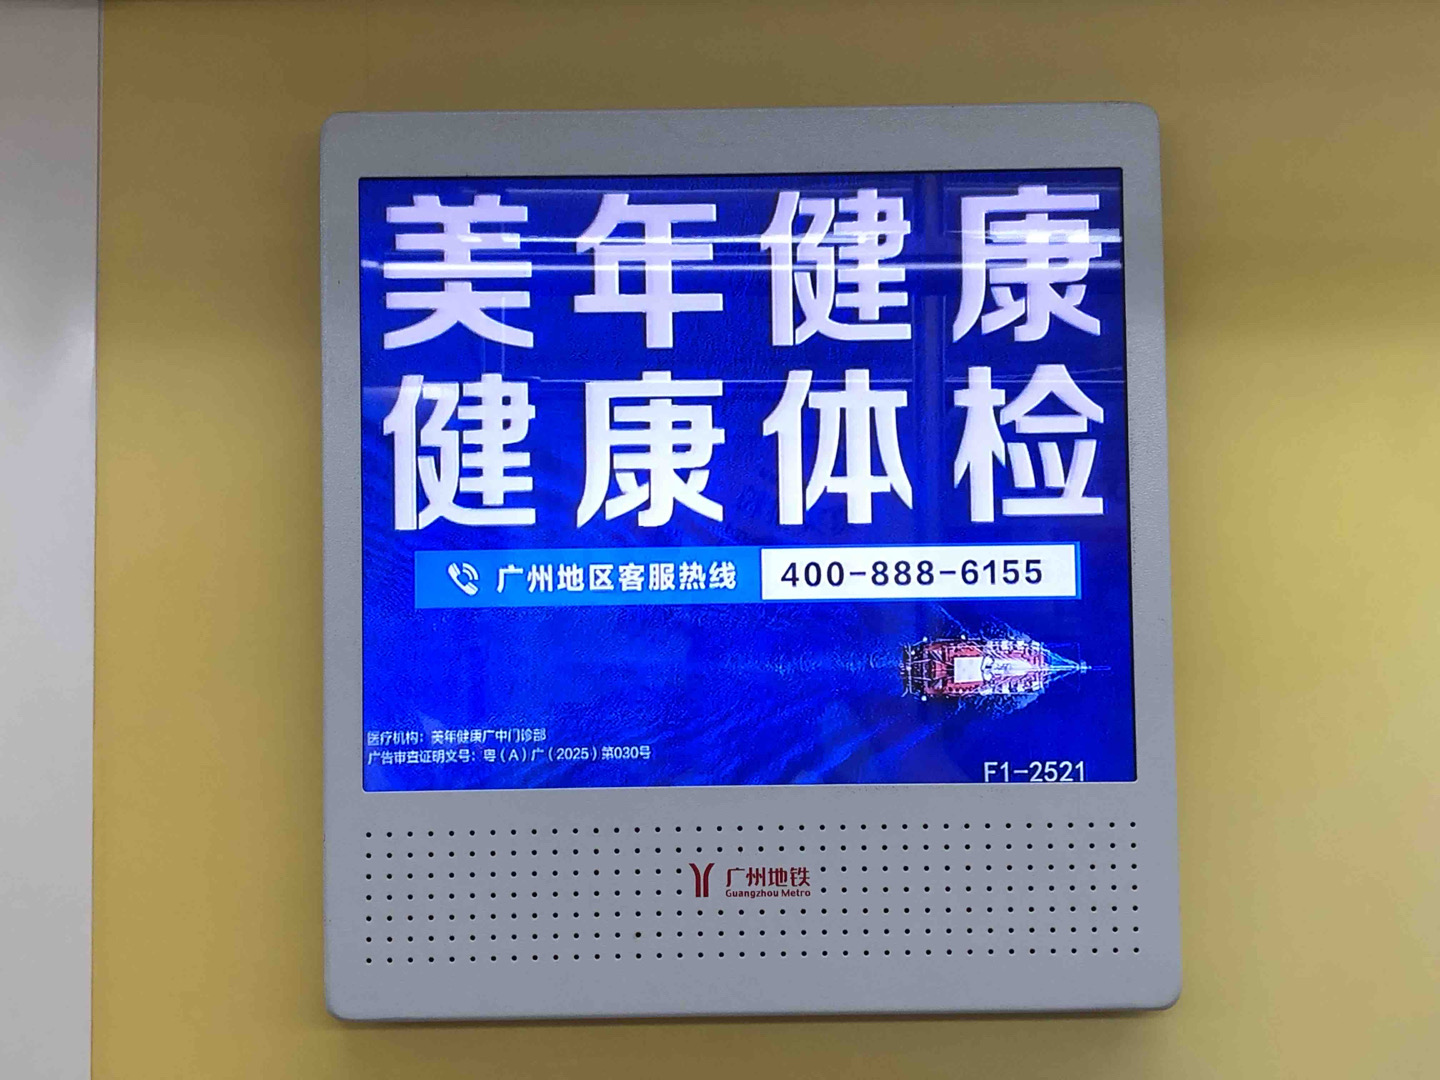 美年健康
健康体检
广州地区客服热线 400-888-6155
医疗机构：美年健康广中门诊部
广告审查证明文号：粤（A）广（2025）第030号
F1-2521
广州地铁
Guangzhou Metro